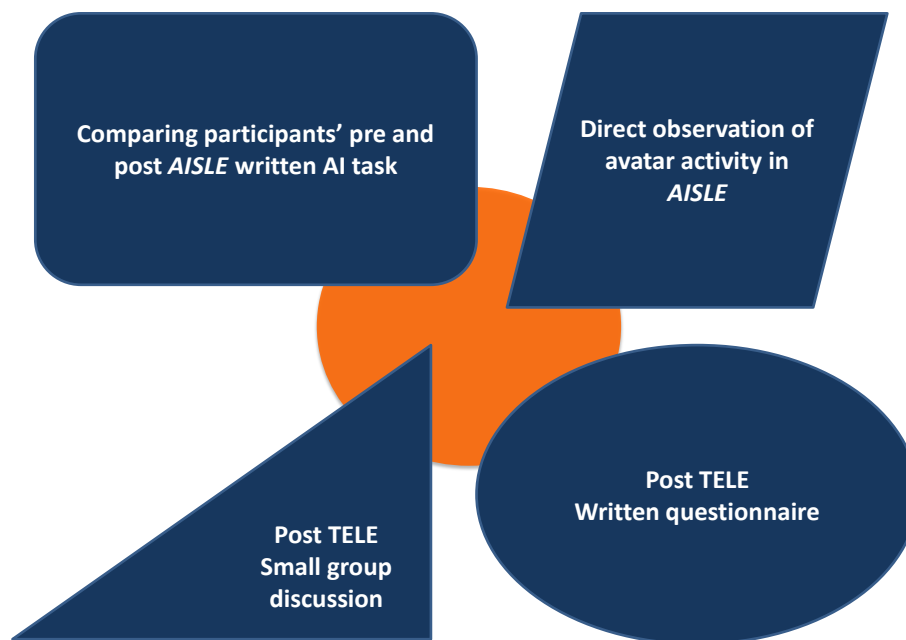 Comparing participants' pre and
post AISLE written AI task
Direct observation of
avatar activity in
AISLE
Post TELE
Small group
discussion
Post TELE
Written questionnaire